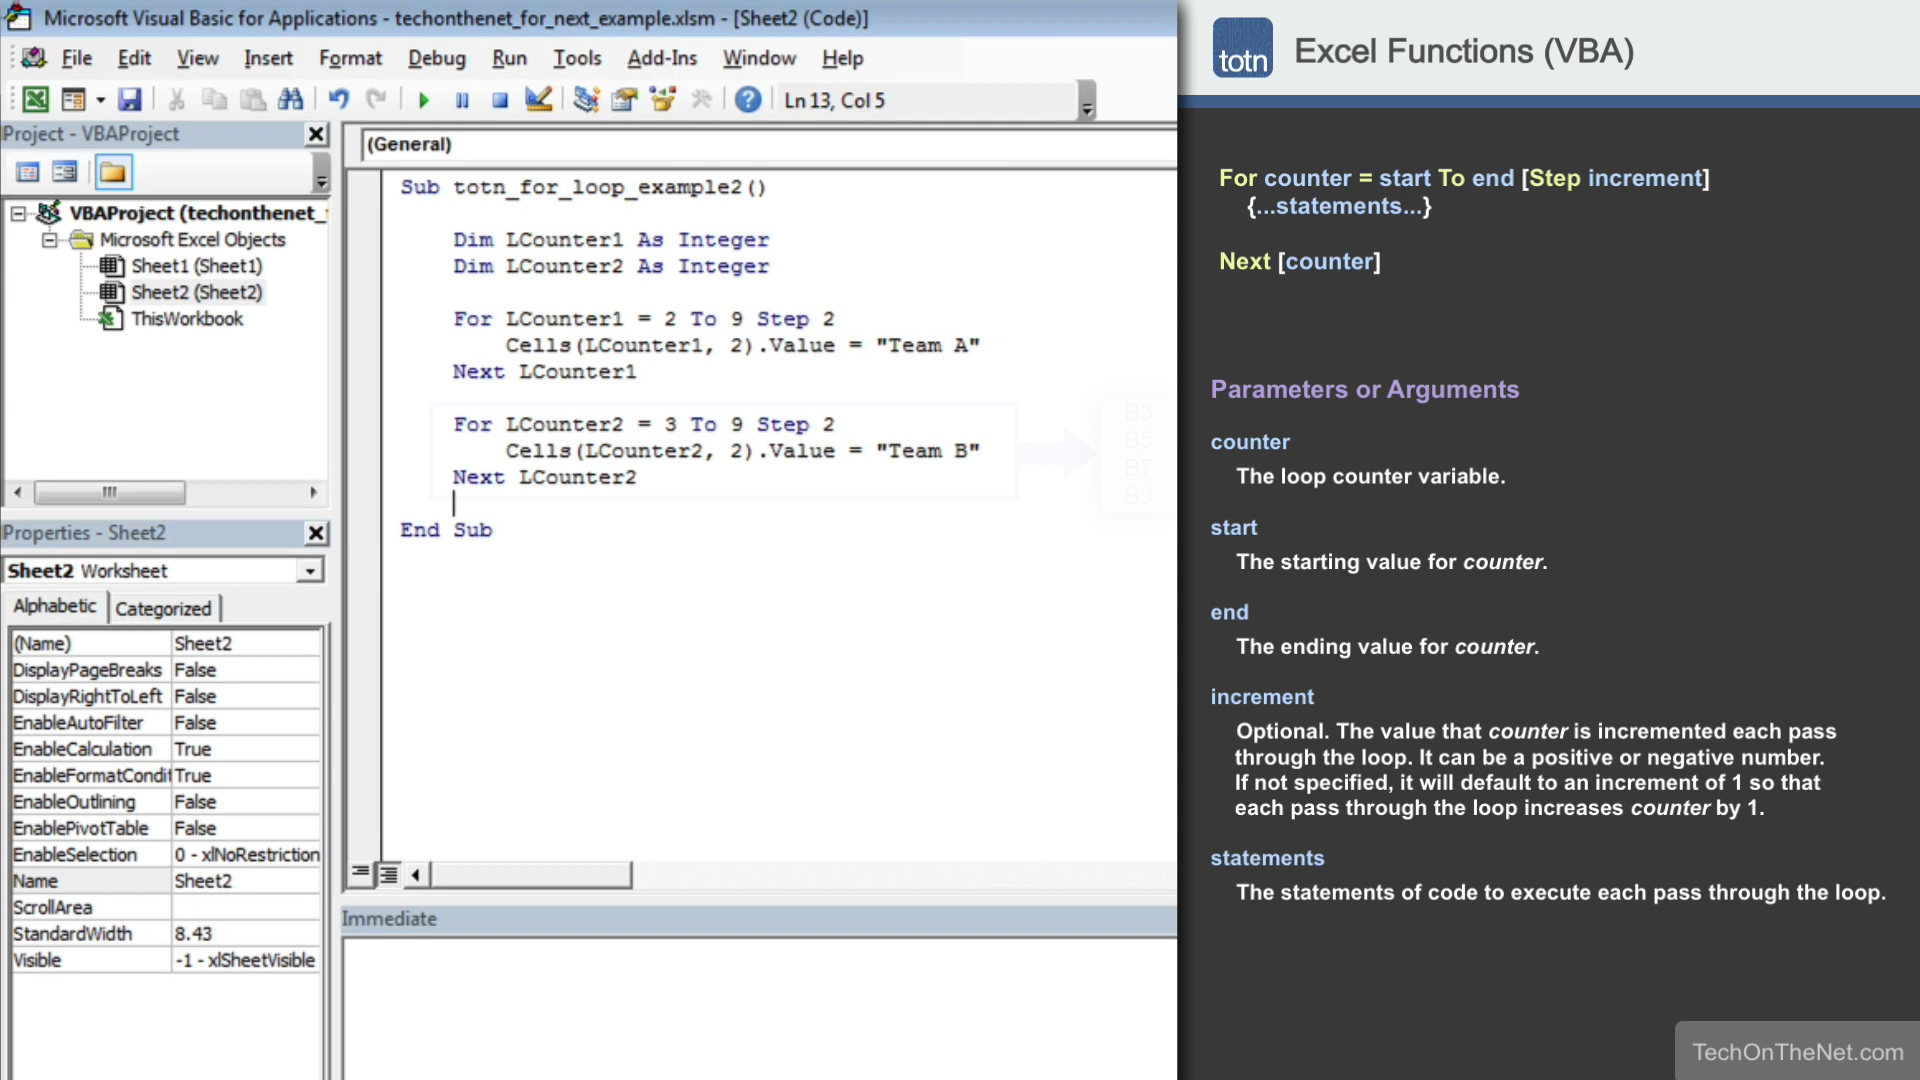 Microsoft Visual Basic for Applications - techonthenet_for_next_example.xlsm - [Sheet2 (Code)]
File Edit View Insert Format Debug Run Tools Add-Ins Window Help
Ln 13, Col 5
Project - VBAProject
VBAProject (techonthenet_
Microsoft Excel Objects
Sheet1 (Sheet1)
Sheet2 (Sheet2)
ThisWorkbook
Properties - Sheet2
Sheet2 Worksheet
Alphabetic Categorized
(Name) Sheet2
DisplayPageBreaks False
DisplayRightToLeft False
EnableAutoFilter False
EnableCalculation True
EnableFormatCondit True
EnableOutlining False
EnablePivotTable False
EnableSelection 0 - xlNoRestriction
Name Sheet2
ScrollArea
StandardWidth 8.43
Visible -1 - xlSheetVisible
(General)
Sub totn_for_loop_example2()
Dim LCounter1 As Integer
Dim LCounter2 As Integer
For LCounter1 = 2 To 9 Step 2
Cells(LCounter1, 2).Value = "Team A"
Next LCounter1
For LCounter2 = 3 To 9 Step 2
Cells(LCounter2, 2).Value = "Team B"
Next LCounter2
End Sub
B3
B5
B7
B9
Immediate
totn Excel Functions (VBA)
For counter = start To end [Step increment]
{...statements...}
Next [counter]
Parameters or Arguments
counter
The loop counter variable.
start
The starting value for counter.
end
The ending value for counter.
increment
Optional. The value that counter is incremented each pass
through the loop. It can be a positive or negative number.
If not specified, it will default to an increment of 1 so that
each pass through the loop increases counter by 1.
statements
The statements of code to execute each pass through the loop.
TechOnTheNet.com